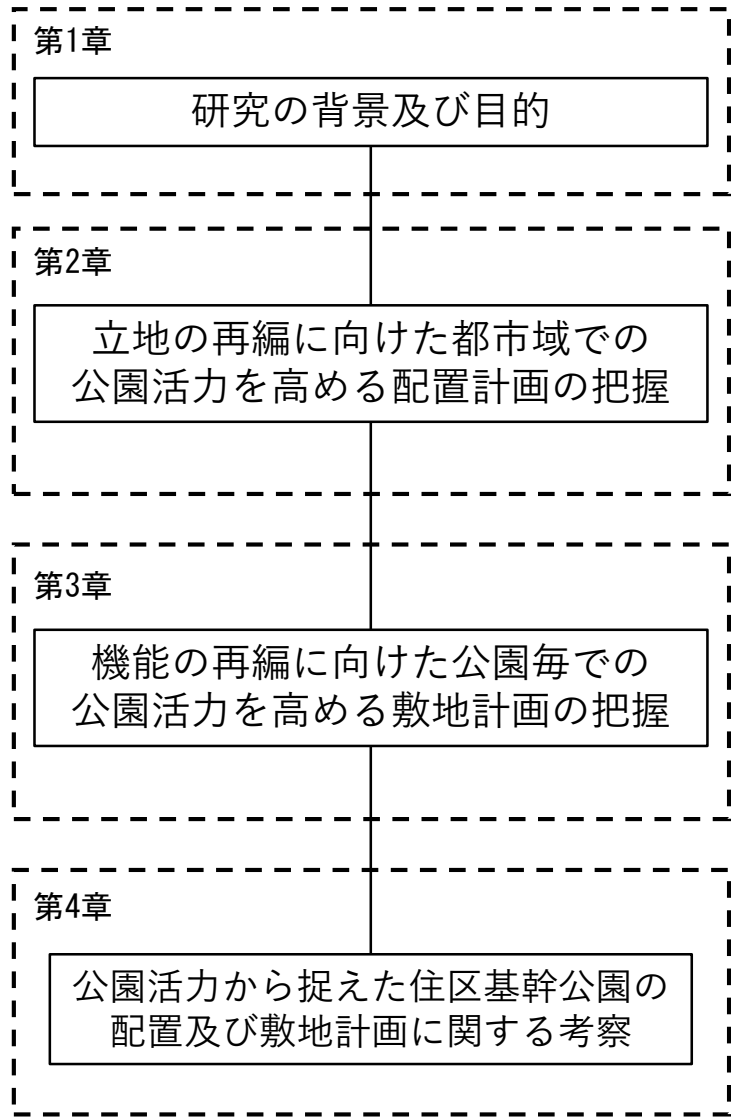 第1章
研究の背景及び目的
第2章
立地の再編に向けた都市域での
公園活力を高める配置計画の把握
第3章
機能の再編に向けた公園毎での
公園活力を高める敷地計画の把握
第4章
公園活力から捉えた住区基幹公園の
配置及び敷地計画に関する考察